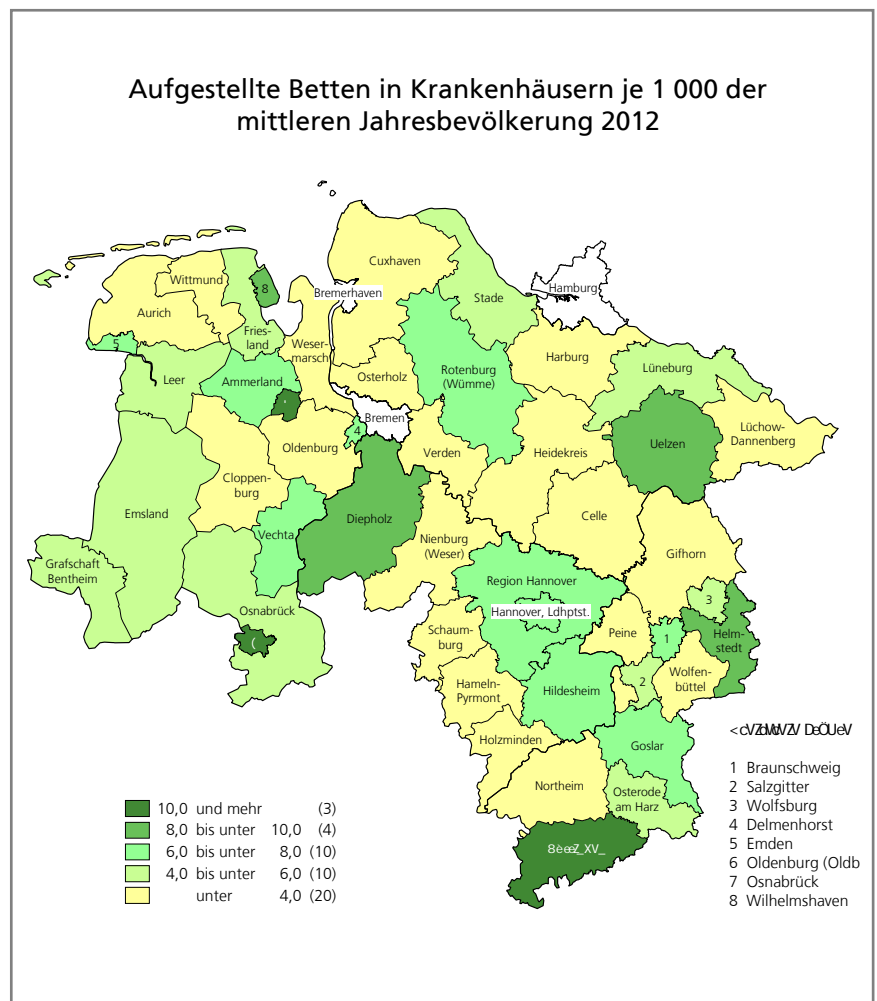 Aufgestellte Betten in Krankenhäusern je 1 000 der
mittleren Jahresbevölkerung 2012
Cuxhaven
Wittmund
Hamburg
8
Bremerhaven
Stade
Aurich
Fries-
land
5
Weser-
marsch
Harburg
Lüneburg
Rotenburg
(Wümme)
Osterholz
Leer
Ammerland
Bremen
4
Uelzen
Lüchow-
Dannenberg
Oldenburg
Verden
Heidekreis
Cloppen-
burg
Emsland
Diepholz
Celle
Vechta
Nienburg
(Weser)
Gifhorn
Grafschaft
Bentheim
Region Hannover
3
Osnabrück
Hannover, Ldhptst.
Schaum-
burg
Peine
1
Helm-
stedt
Wolfen-
büttel
2
Hameln-
Pyrmont
Hildesheim
Holzminden
Goslar
Northeim
Osterode
am Harz
10,0 und mehr (3)
8,0 bis unter 10,0 (4)
6,0 bis unter 8,0 (10)
4,0 bis unter 6,0 (10)
unter 4,0 (20)
1 Braunschweig
2 Salzgitter
3 Wolfsburg
4 Delmenhorst
5 Emden
6 Oldenburg (Oldb
7 Osnabrück
8 Wilhelmshaven